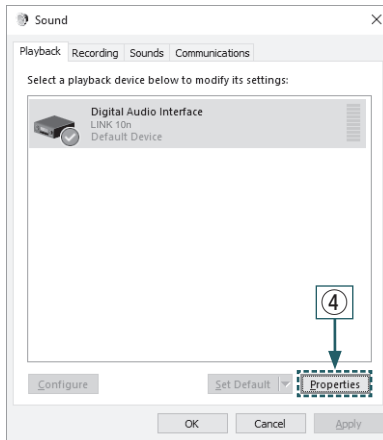 Sound
Playback Recording Sounds Communications
Select a playback device below to modify its settings:
Digital Audio Interface
LINK 10n
Default Device
④
Configure Set Default Properties
OK Cancel Apply